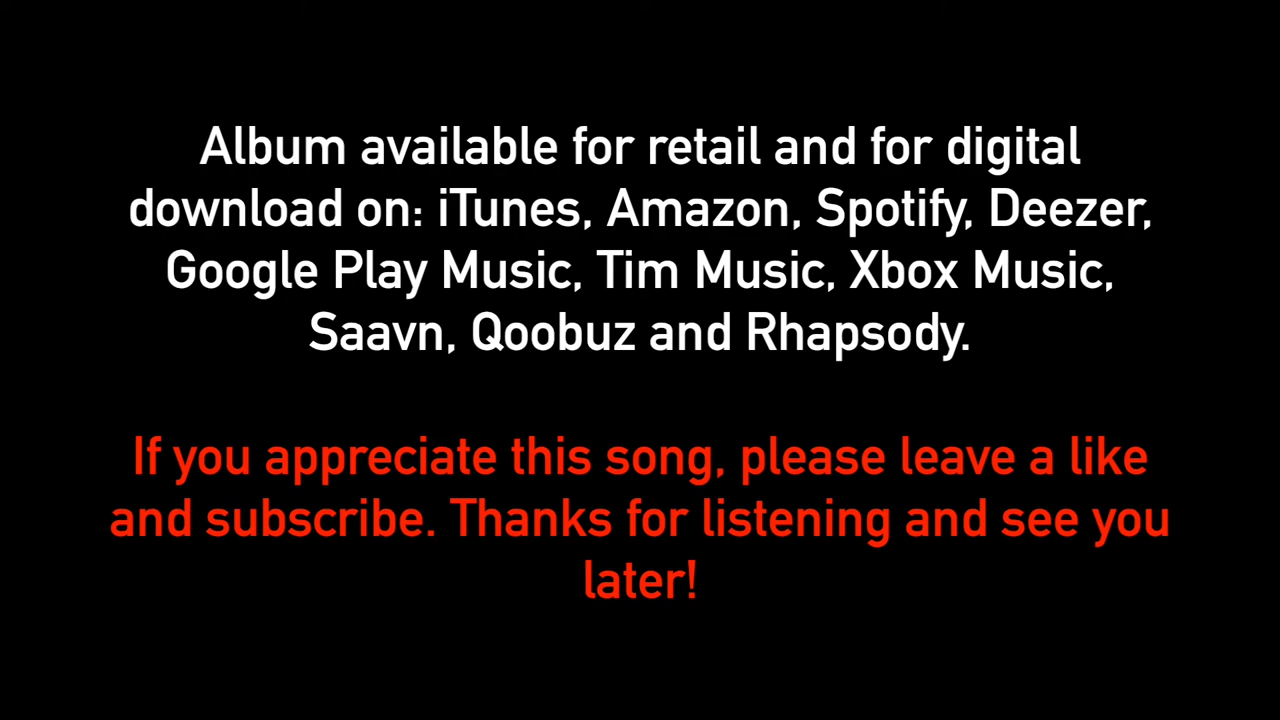 Album available for retail and for digital
download on: iTunes, Amazon, Spotify, Deezer,
Google Play Music, Tim Music, Xbox Music,
Saavn, Qoobuz and Rhapsody.
If you appreciate this song, please leave a like
and subscribe. Thanks for listening and see you
later!